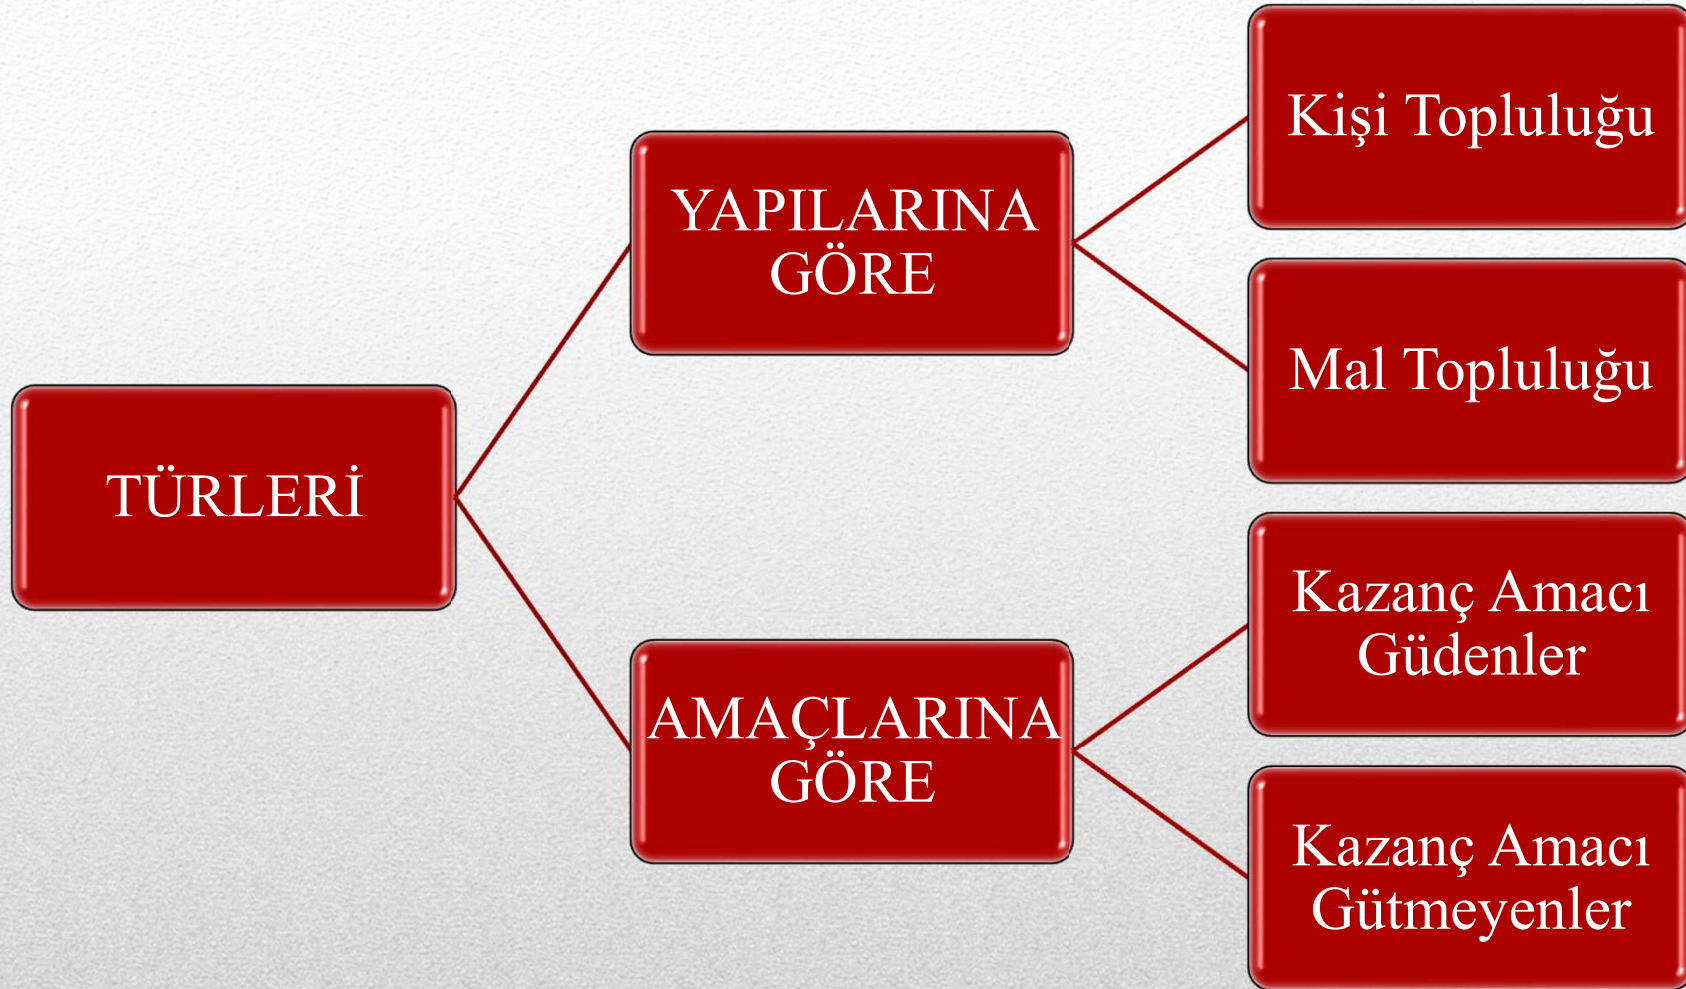 TÜRLERİ
YAPILARINA
GÖRE
Kişi Topluluğu
Mal Topluluğu
AMAÇLARINA
GÖRE
Kazanç Amacı
Güdenler
Kazanç Amacı
Gütmeyenler